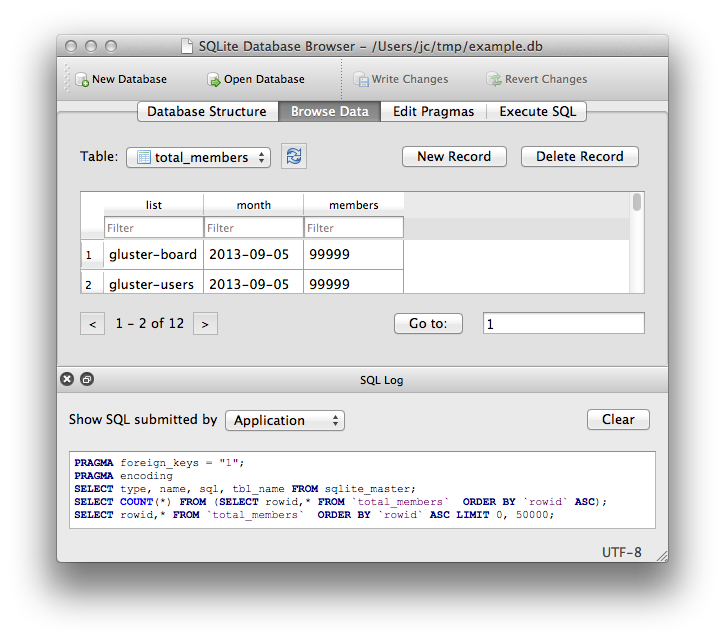 SQLite Database Browser – /Users/jc/tmp/example.db
New Database Open Database Write Changes Revert Changes
Database Structure Browse Data Edit Pragmas Execute SQL
Table: total_members New Record Delete Record
list month members
Filter Filter Filter
1 gluster-board 2013-09-05 99999
2 gluster-users 2013-09-05 99999
< 1 - 2 of 12 > Go to: 1
SQL Log
Show SQL submitted by Application Clear
PRAGMA foreign_keys = "1";
PRAGMA encoding
SELECT type, name, sql, tbl_name FROM sqlite_master;
SELECT COUNT(*) FROM (SELECT rowid,* FROM `total_members`  ORDER BY `rowid` ASC);
SELECT rowid,* FROM `total_members`  ORDER BY `rowid` ASC LIMIT 0, 50000;
UTF-8